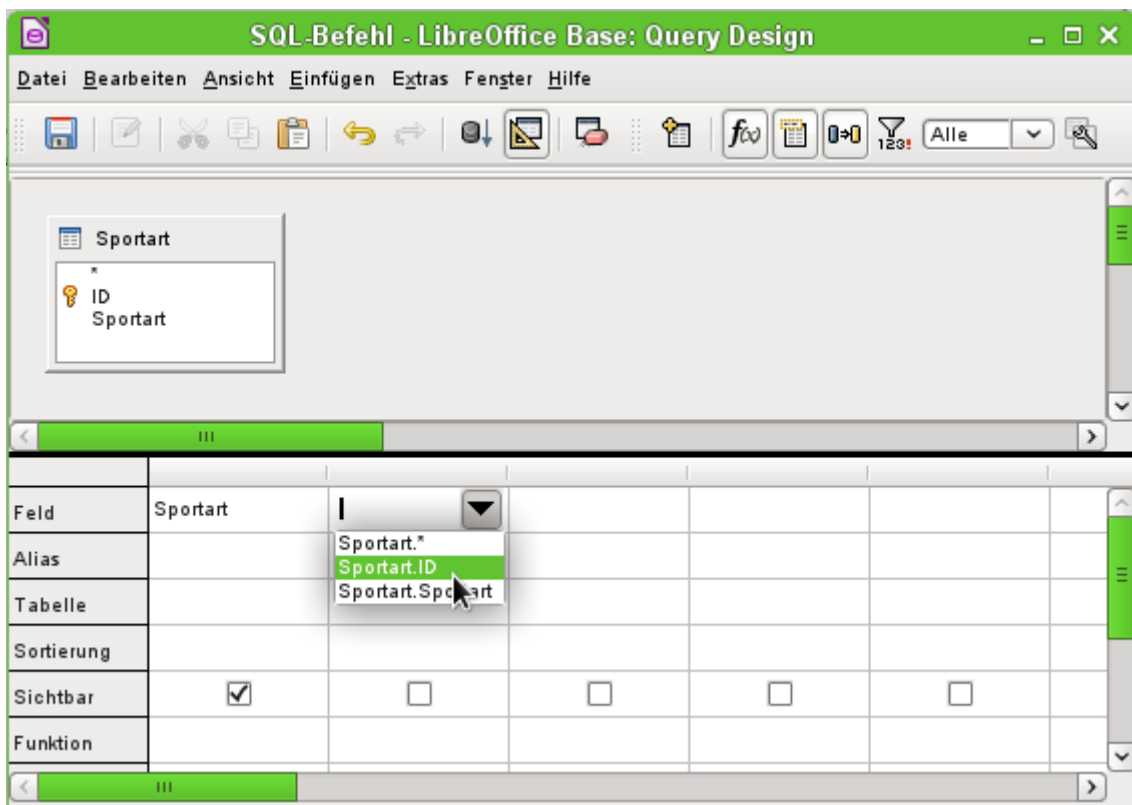 SQL-Befehl - LibreOffice Base: Query Design
Datei Bearbeiten Ansicht Einfügen Extras Fenster Hilfe
f(x) 123! Alle
Sportart
*
ID
Sportart
Feld Sportart
Sportart.*
Alias
Sportart.ID
Sportart.Sportart
Tabelle
Sortierung
Sichtbar
Funktion